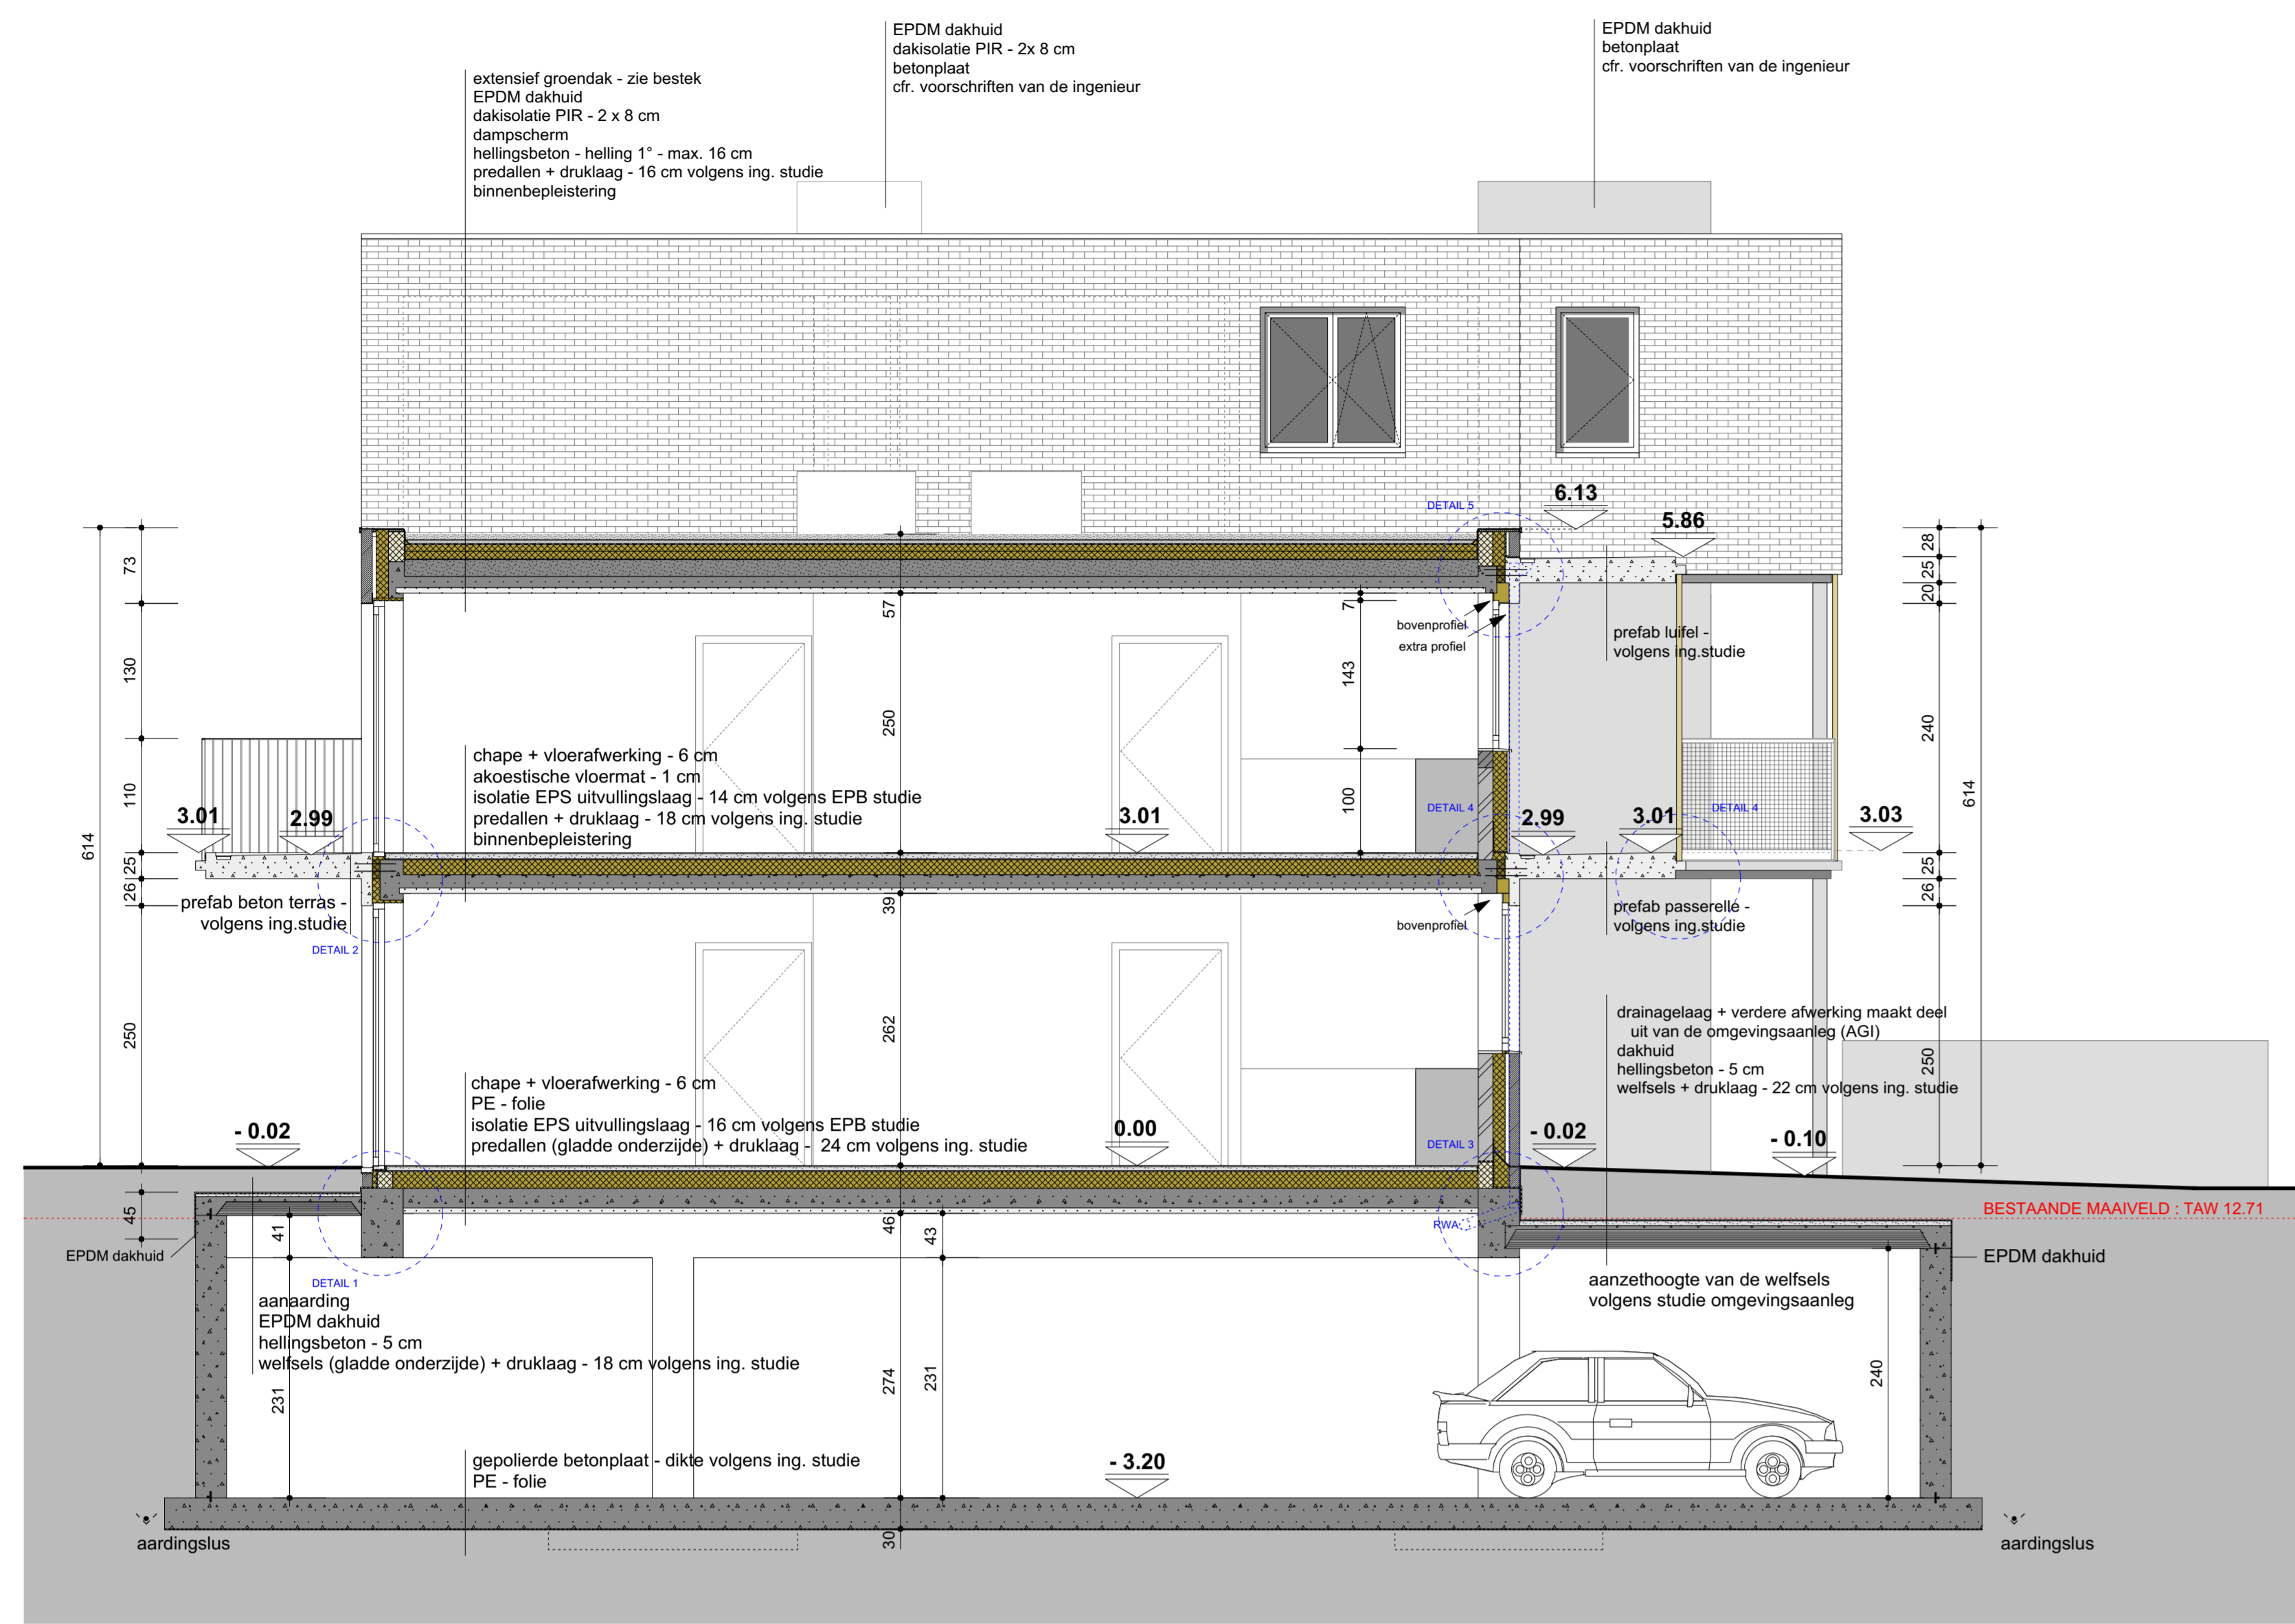 EPDM dakhuid
dakisolatie PIR - 2x 8 cm
betonplaat
cfr. voorschriften van de ingenieur
EPDM dakhuid
betonplaat
cfr. voorschriften van de ingenieur
extensief groendak - zie bestek
EPDM dakhuid
dakisolatie PIR - 2 x 8 cm
dampscherm
hellingsbeton - helling 1° - max. 16 cm
predallen + druklaag - 16 cm volgens ing. studie
binnenbepleistering
DETAIL 5
6.13
5.86
73
28
25
20
57
7
bovenprofiel
extra profiel
prefab luifel -
volgens ing.studie
130
143
250
240
614
chape + vloerafwerking - 6 cm
akoestische vloermat - 1 cm
isolatie EPS uitvullingslaag - 14 cm volgens EPB studie
predallen + druklaag - 18 cm volgens ing. studie
binnenbepleistering
110
100
3.01
2.99
3.01
DETAIL 4
2.99
3.01
DETAIL 4
3.03
614
25
26
25
26
39
prefab beton terras -
volgens ing.studie
DETAIL 2
bovenprofiel
prefab passerelle -
volgens ing.studie
250
262
250
drainagelaag + verdere afwerking maakt deel
uit van de omgevingsaanleg (AGI)
dakhuid
hellingsbeton - 5 cm
welfsels + druklaag - 22 cm volgens ing. studie
chape + vloerafwerking - 6 cm
PE - folie
isolatie EPS uitvullingslaag - 16 cm volgens EPB studie
predallen (gladde onderzijde) + druklaag - 24 cm volgens ing. studie
- 0.02
0.00
DETAIL 3
- 0.02
- 0.10
45
41
46
43
RWA
BESTAANDE MAAIVELD : TAW 12.71
EPDM dakhuid
EPDM dakhuid
DETAIL 1
aanaarding
EPDM dakhuid
hellingsbeton - 5 cm
welfsels (gladde onderzijde) + druklaag - 18 cm volgens ing. studie
aanzethoogte van de welfsels
volgens studie omgevingsaanleg
231
274
231
240
gepolierde betonplaat - dikte volgens ing. studie
PE - folie
- 3.20
30
aardingslus
aardingslus